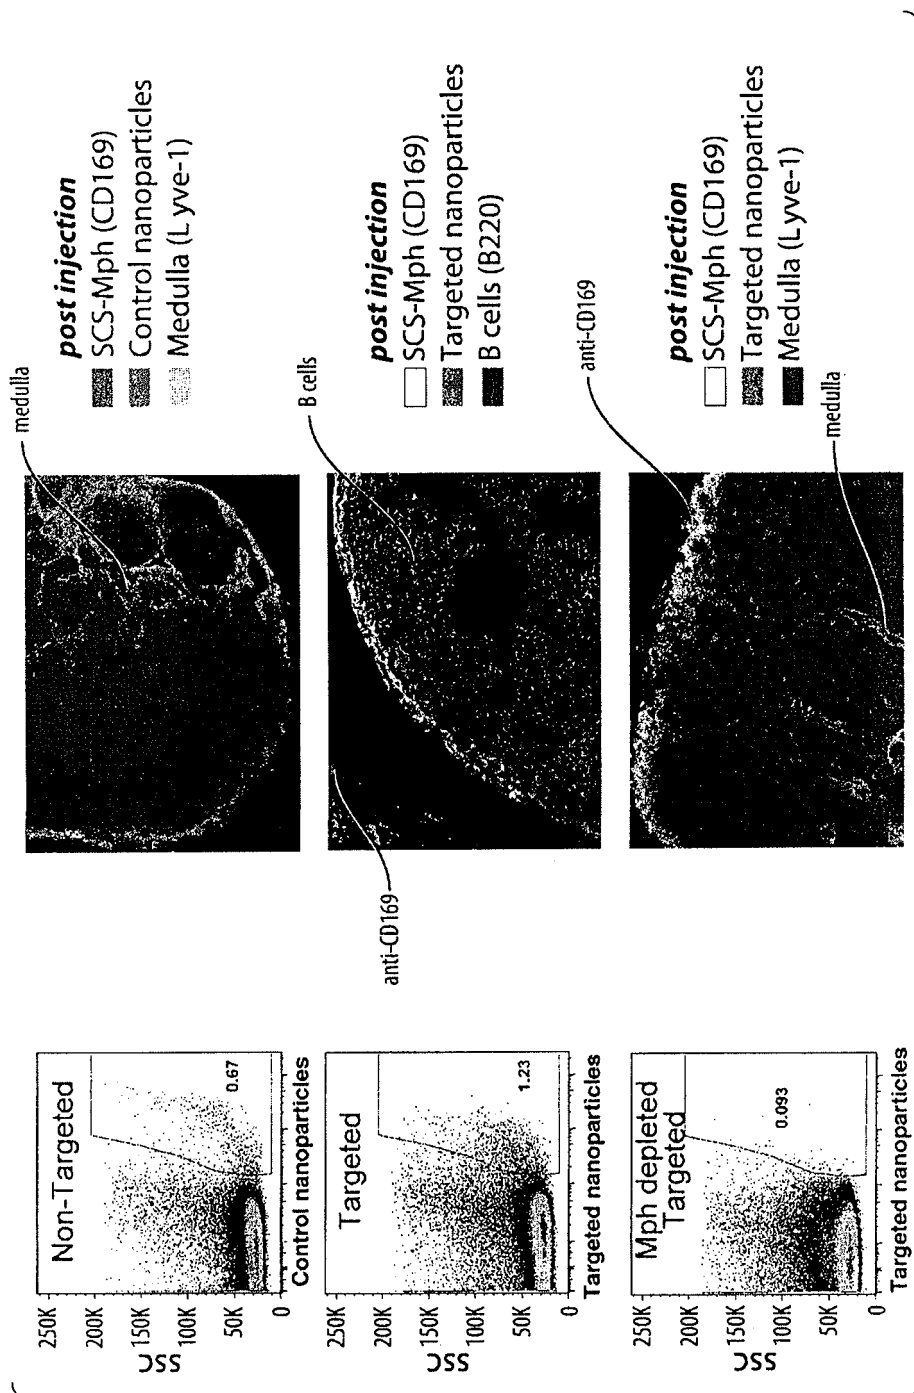 250K
200K
150K
100K
50K
0
SSC
Non-Targeted
0.67
Control nanoparticles
medulla
post injection
SCS-Mph (CD169)
Control nanoparticles
Medulla (L yve-1)
250K
200K
150K
100K
50K
0
SSC
Targeted
1.23
Targeted nanoparticles
anti-CD169
B cells
post injection
SCS-Mph (CD169)
Targeted nanoparticles
B cells (B220)
250K
200K
150K
100K
50K
0
SSC
Mph depleted
Targeted
0.093
Targeted nanoparticles
anti-CD169
medulla
post injection
SCS-Mph (CD169)
Targeted nanoparticles
Medulla (Lyve-1)